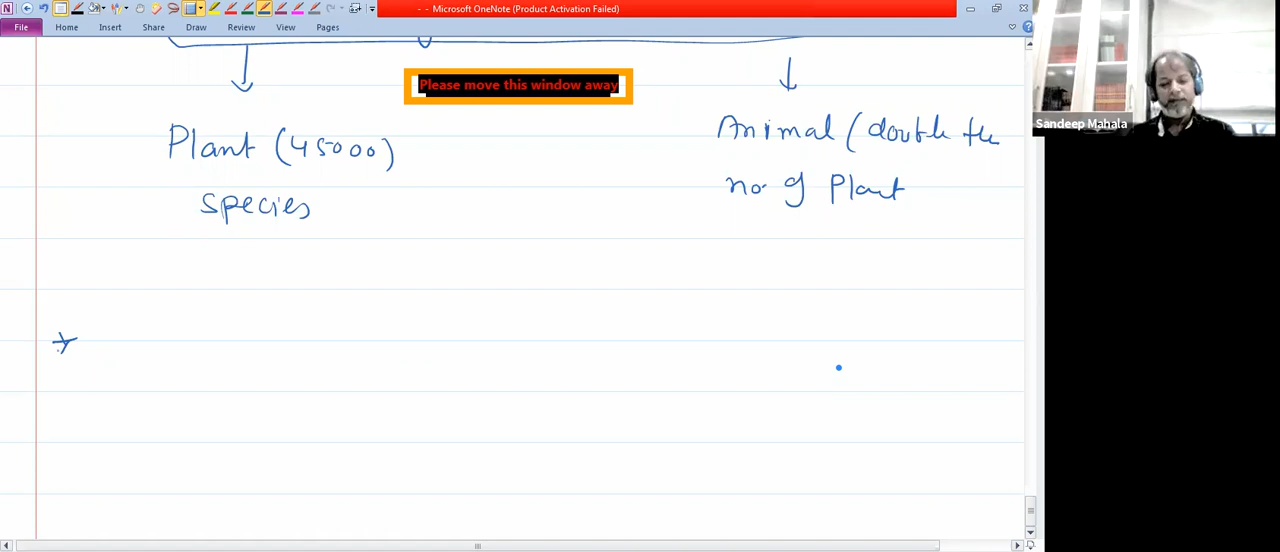 - - Microsoft OneNote (Product Activation Failed)
File Home Insert Share Draw Review View Pages
Please move this window away
Sandeep Mahala
Plant (45000)
species
Animal (double the
no. of Plant